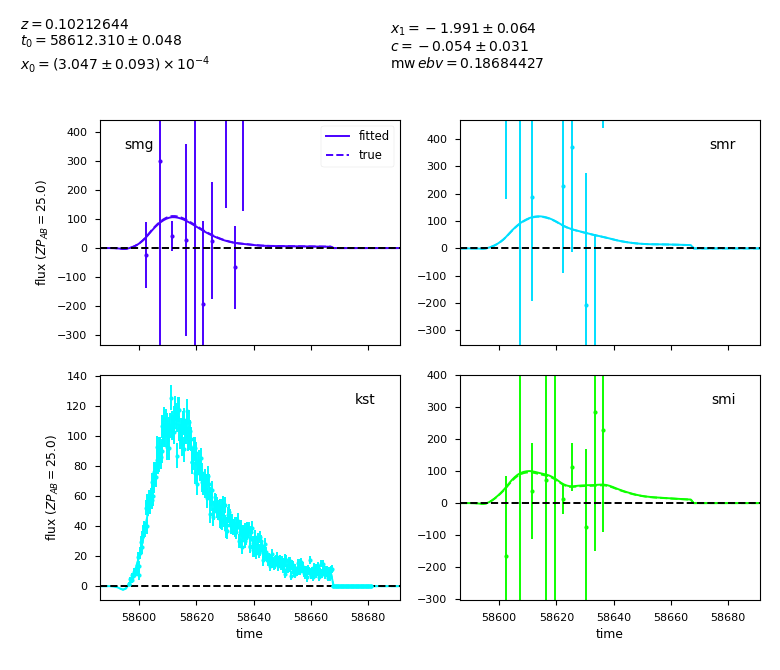 z = 0.10212644
t₀ = 58612.310 ± 0.048
x₀ = (3.047 ± 0.093) × 10⁻⁴
x₁ = −1.991 ± 0.064
c = −0.054 ± 0.031
mw ebv = 0.18684427
smg
fitted
true
400
300
200
100
0
−100
−200
−300
flux (ZP_AB = 25.0)
smr
400
300
200
100
0
−100
−200
−300
kst
140
120
100
80
60
40
20
0
flux (ZP_AB = 25.0)
58600 58620 58640 58660 58680
time
smi
400
300
200
100
0
−100
−200
−300
58600 58620 58640 58660 58680
time